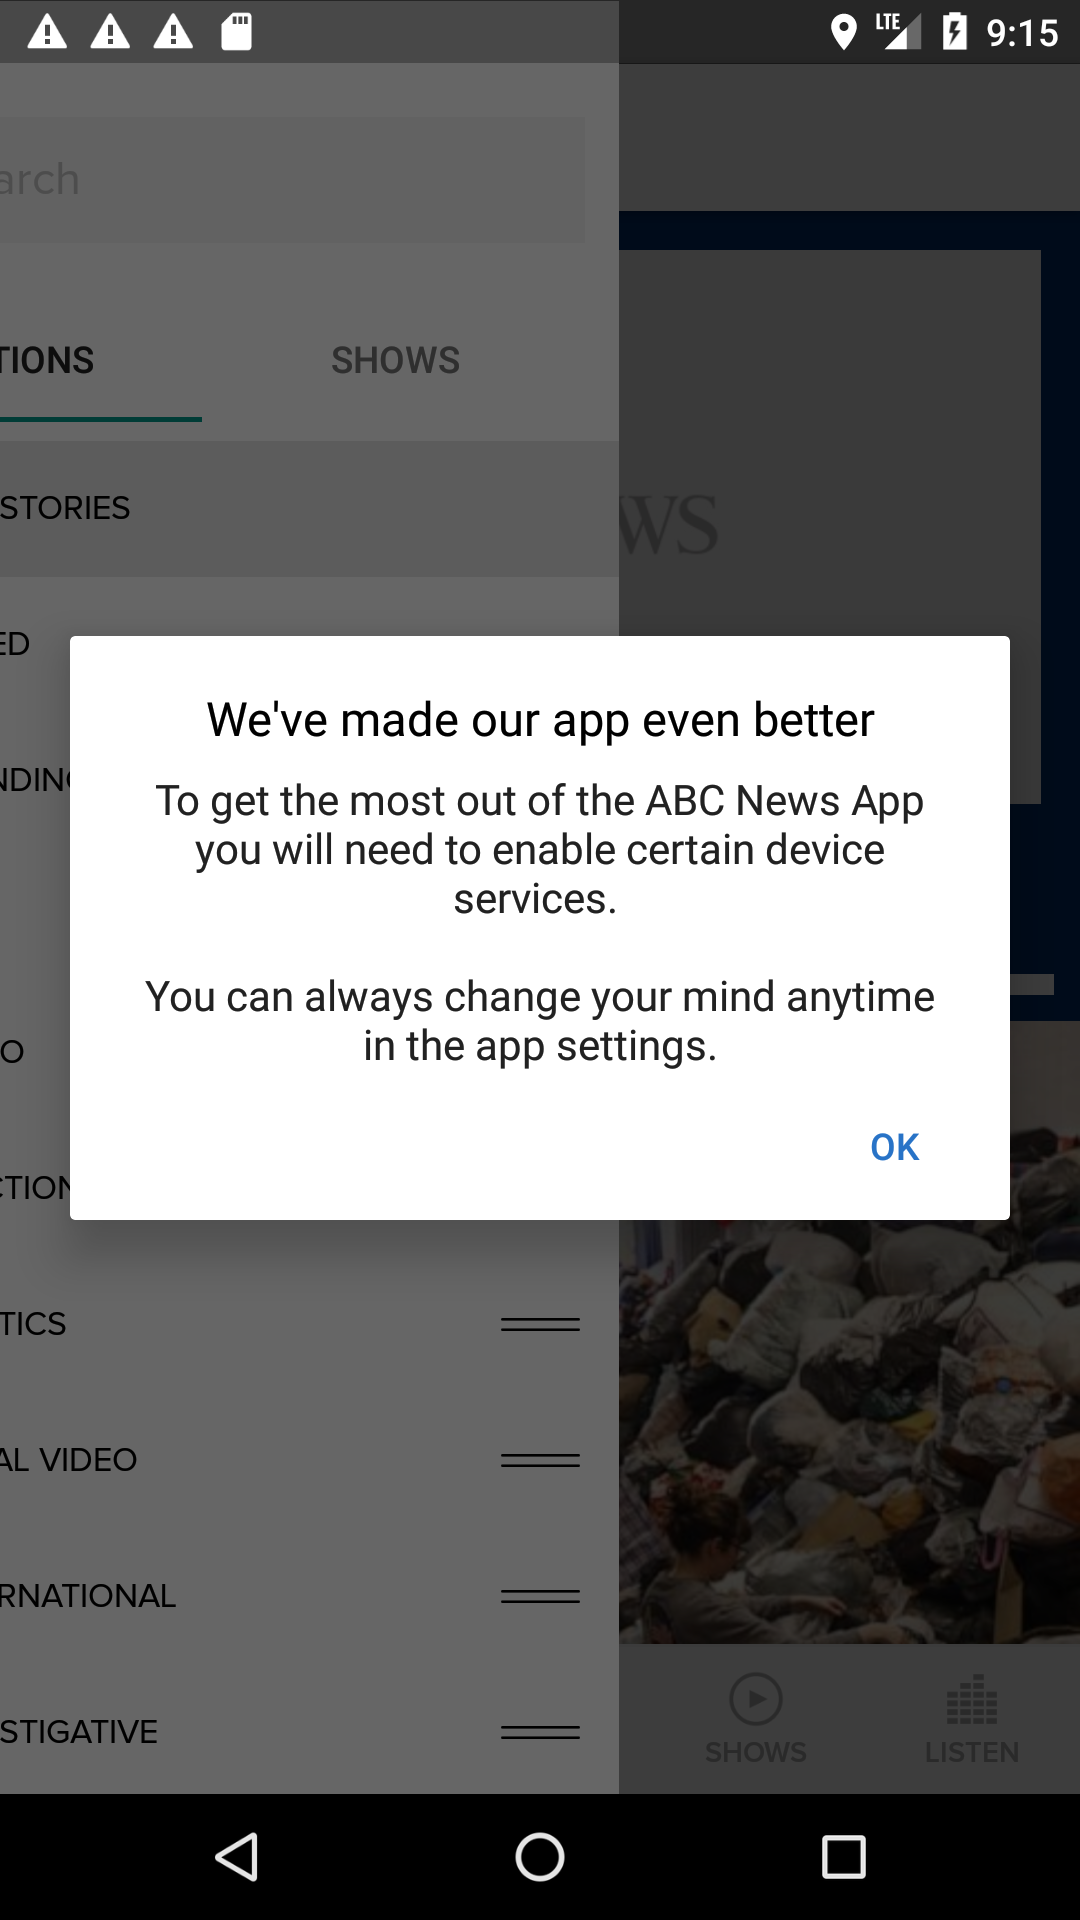 LTE 9:15
arch
TIONS SHOWS
STORIES
WS
ED
We've made our app even better
NDING
To get the most out of the ABC News App
you will need to enable certain device
services.
You can always change your mind anytime
in the app settings.
O
OK
CTION
TICS
AL VIDEO
RNATIONAL
STIGATIVE
SHOWS LISTEN